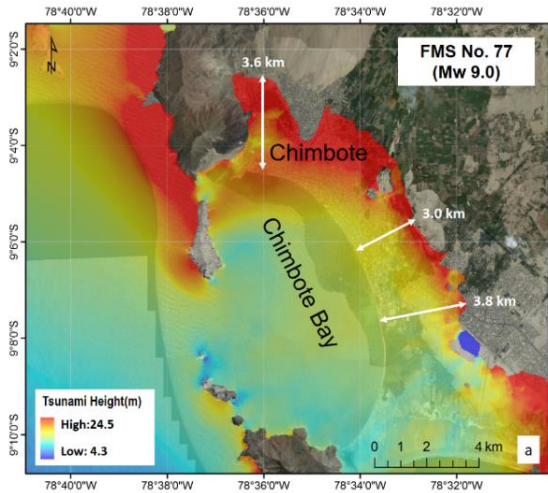 78°40'0"W 78°38'0"W 78°36'0"W 78°34'0"W 78°32'0"W
9°2'0"S
9°4'0"S
9°6'0"S
9°8'0"S
9°10'0"S
N
FMS No. 77
(Mw 9.0)
3.6 km
Chimbote
3.0 km
Chimbote Bay
3.8 km
Tsunami Height(m)
High:24.5
Low: 4.3
0 1 2 4 km
a
78°40'0"W 78°38'0"W 78°36'0"W 78°34'0"W 78°32'0"W